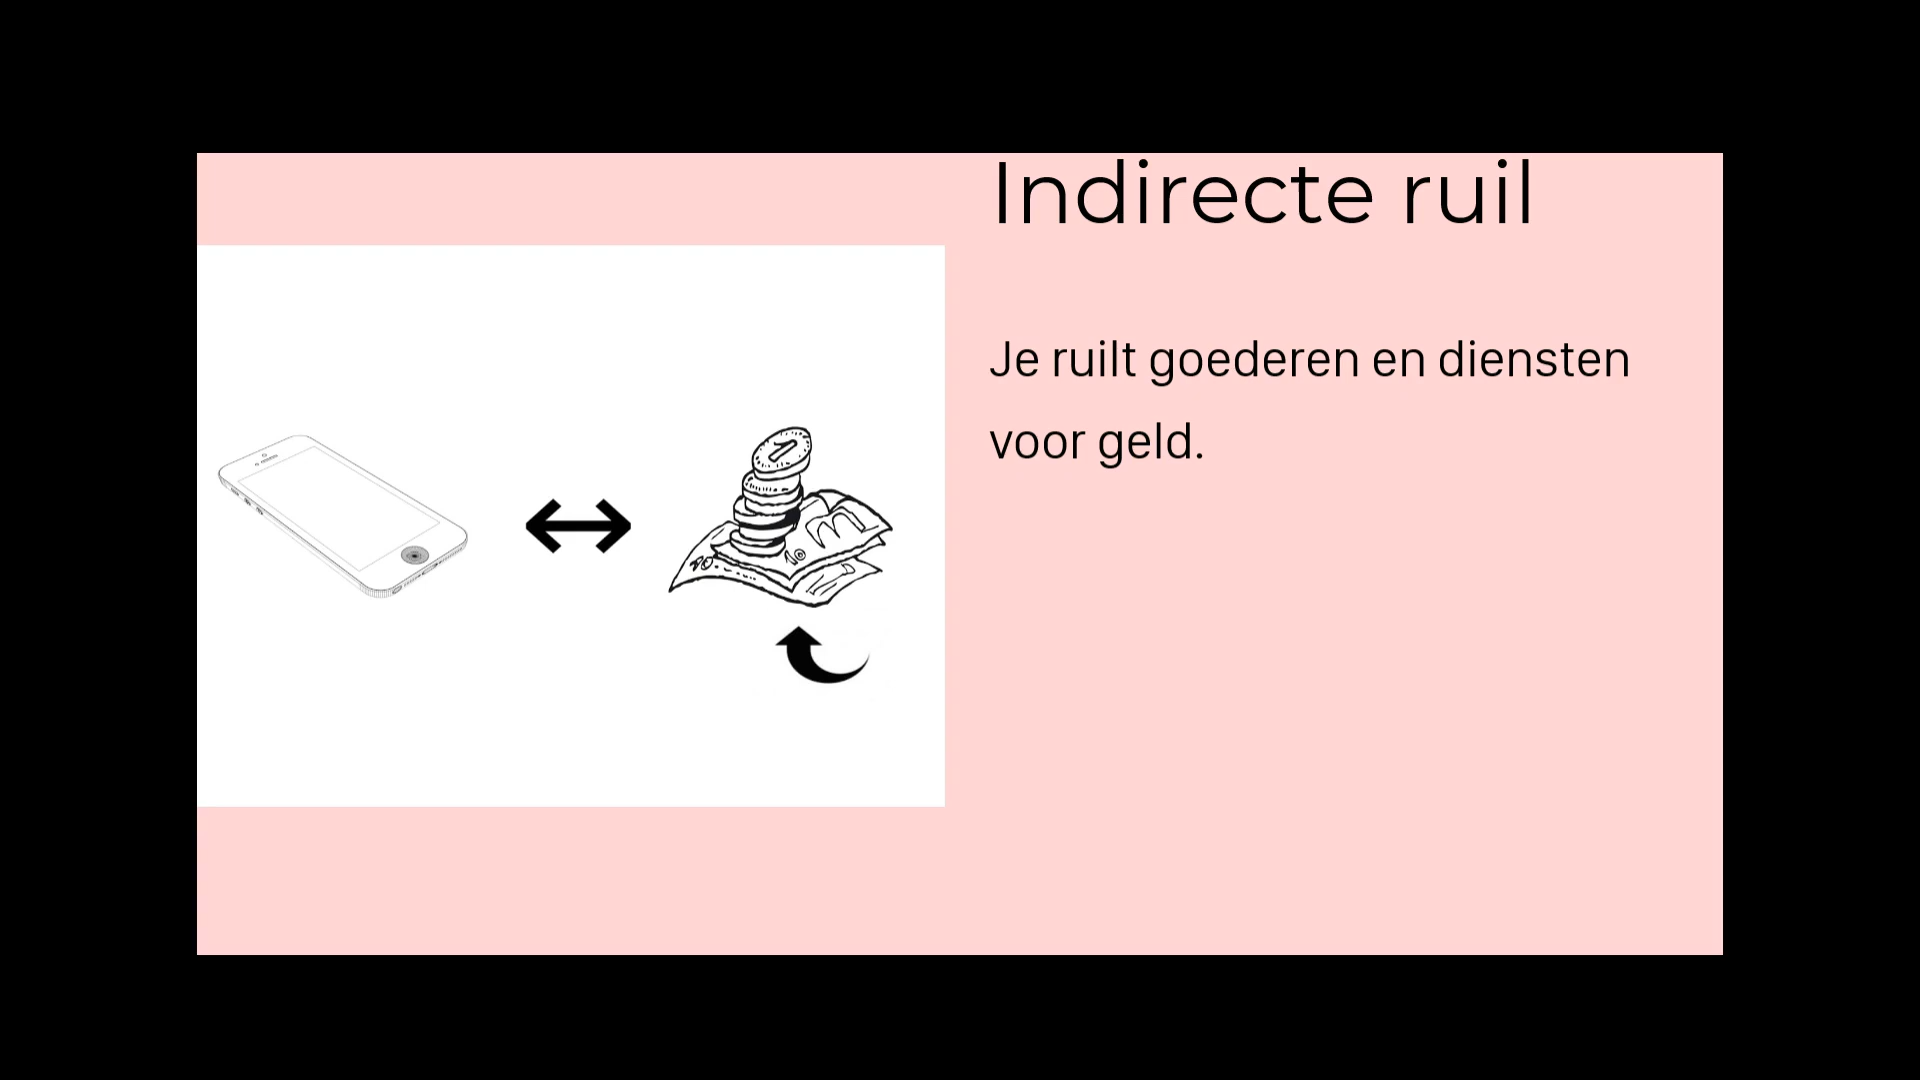 Indirecte ruil
Je ruilt goederen en diensten
voor geld.